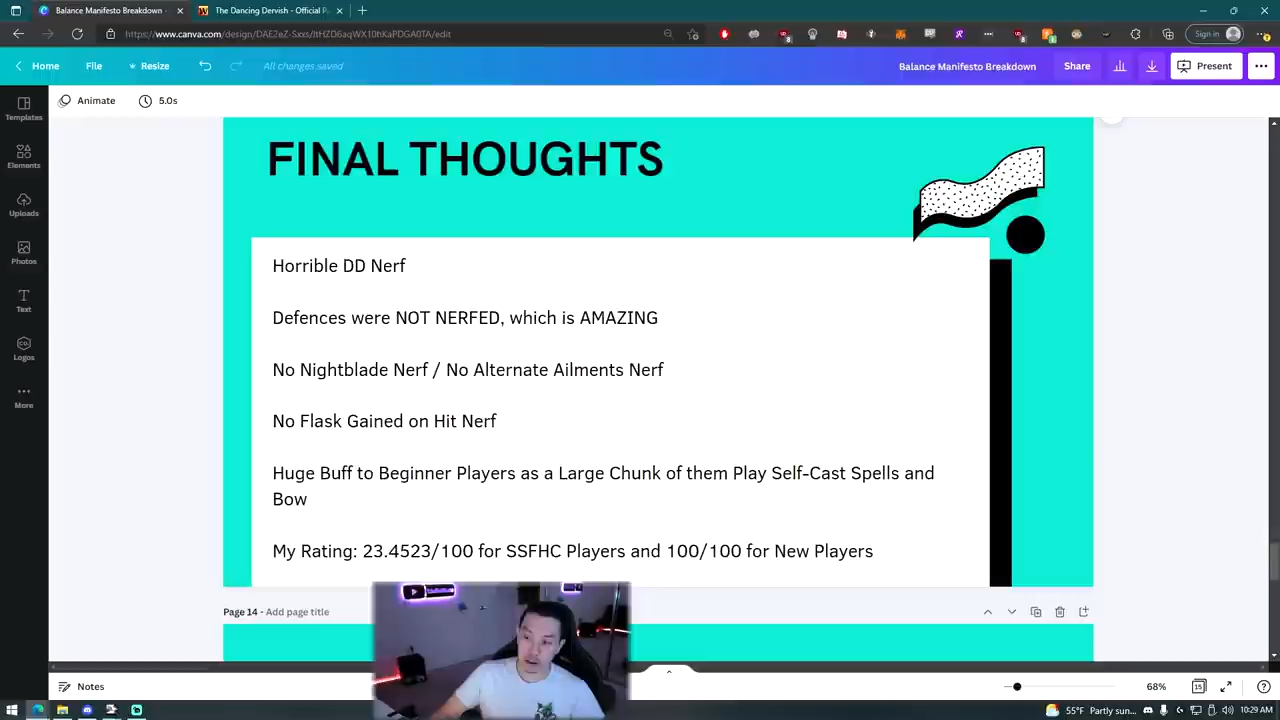 Balance Manifesto Breakdown -
The Dancing Dervish - Official P
https://www.canva.com/design/
Sign in
Home
File
Resize
All changes saved
Balance Manifesto Breakdown
Share
Present
Animate
5.0s
Templates
Elements
Uploads
Photos
Text
Logos
More
FINAL THOUGHTS
Horrible DD Nerf
Defences were NOT NERFED, which is AMAZING
No Nightblade Nerf / No Alternate Ailments Nerf
No Flask Gained on Hit Nerf
Huge Buff to Beginner Players as a Large Chunk of them Play Self-Cast Spells and
Bow
My Rating: 23.4523/100 for SSFHC Players and 100/100 for New Players
Page 14 - Add page title
Notes
68%
15
55°F Partly sun...
10:29 AM